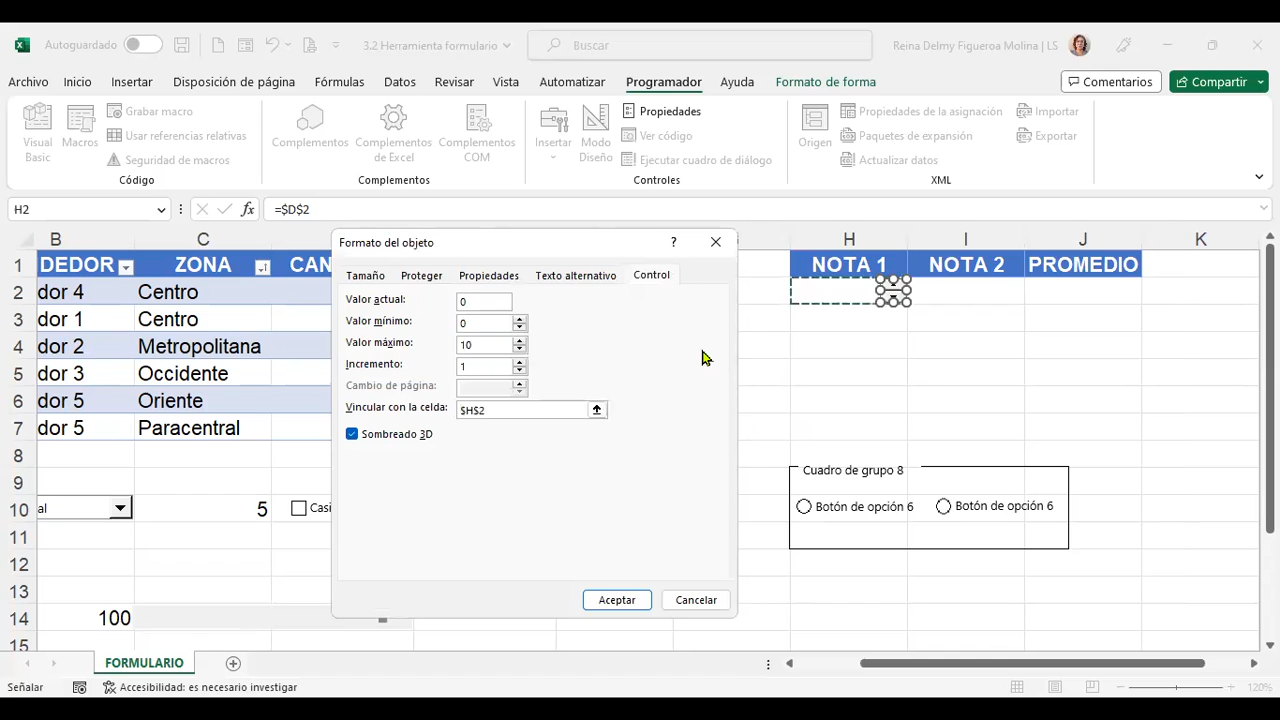 Autoguardado
3.2 Herramienta formulario
Buscar
Reina Delmy Figueroa Molina | LS
Archivo Inicio Insertar Disposición de página Fórmulas Datos Revisar Vista Automatizar Programador Ayuda Formato de forma Comentarios Compartir
Visual Basic
Macros
Grabar macro
Usar referencias relativas
Seguridad de macros
Código
Complementos
Complementos de Excel
Complementos COM
Complementos
Insertar
Modo Diseño
Propiedades
Ver código
Ejecutar cuadro de diálogo
Controles
Origen
Propiedades de la asignación
Paquetes de expansión
Actualizar datos
Importar
Exportar
XML
H2 fx =$D$2
B C H I J K
1 DEDOR ZONA CAN NOTA 1 NOTA 2 PROMEDIO
2 dor 4 Centro
3 dor 1 Centro
4 dor 2 Metropolitana
5 dor 3 Occidente
6 dor 5 Oriente
7 dor 5 Paracentral
8
9
10 al 5 Casi
11
12
13
14 100
15
Formato del objeto ?
Tamaño Proteger Propiedades Texto alternativo Control
Valor actual: 0
Valor mínimo: 0
Valor máximo: 10
Incremento: 1
Cambio de página:
Vincular con la celda: $H$2
Sombreado 3D
Aceptar Cancelar
Cuadro de grupo 8
Botón de opción 6 Botón de opción 6
FORMULARIO
Señalar Accesibilidad: es necesario investigar 120%